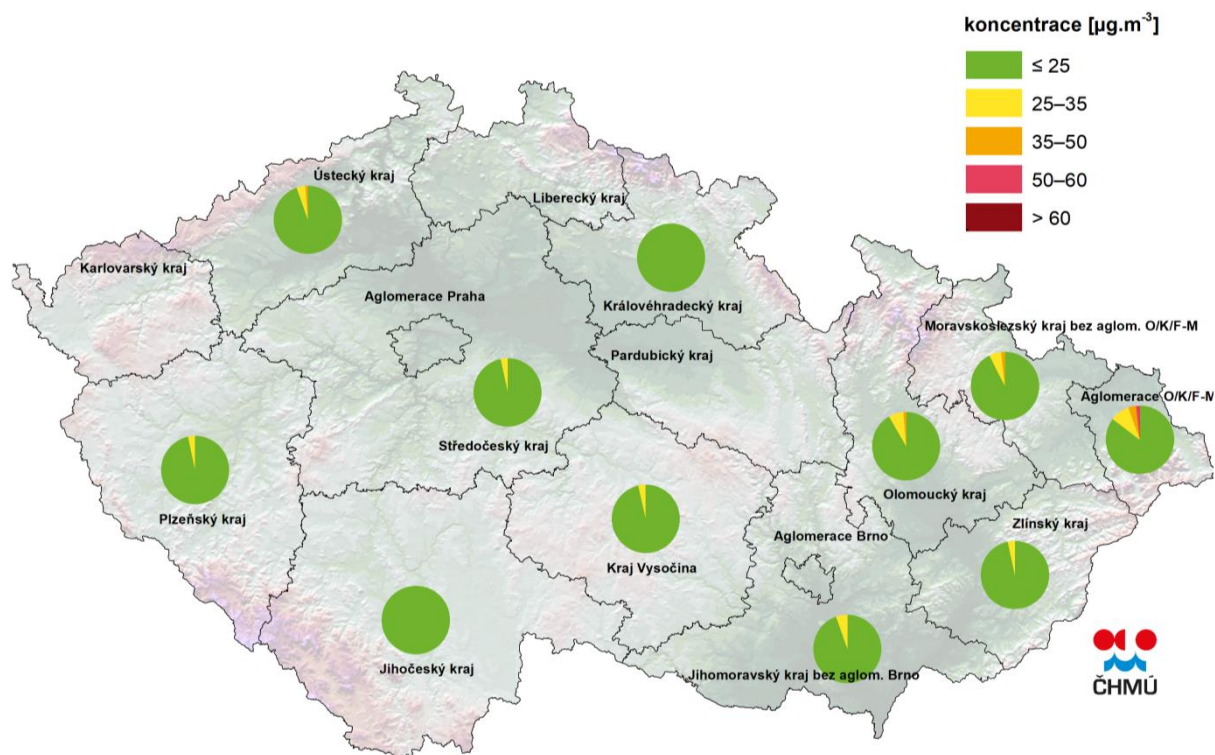 koncentrace [µg.m⁻³]
≤ 25
25–35
35–50
50–60
> 60
Ústecký kraj
Liberecký kraj
Karlovarský kraj
Aglomerace Praha
Královéhradecký kraj
Moravskoslezský kraj bez aglom. O/K/F-M
Pardubický kraj
Aglomerace O/K/F-M
Středočeský kraj
Olomoucký kraj
Plzeňský kraj
Zlínský kraj
Aglomerace Brno
Kraj Vysočina
Jihočeský kraj
Jihomoravský kraj bez aglom. Brno
ČHMÚ